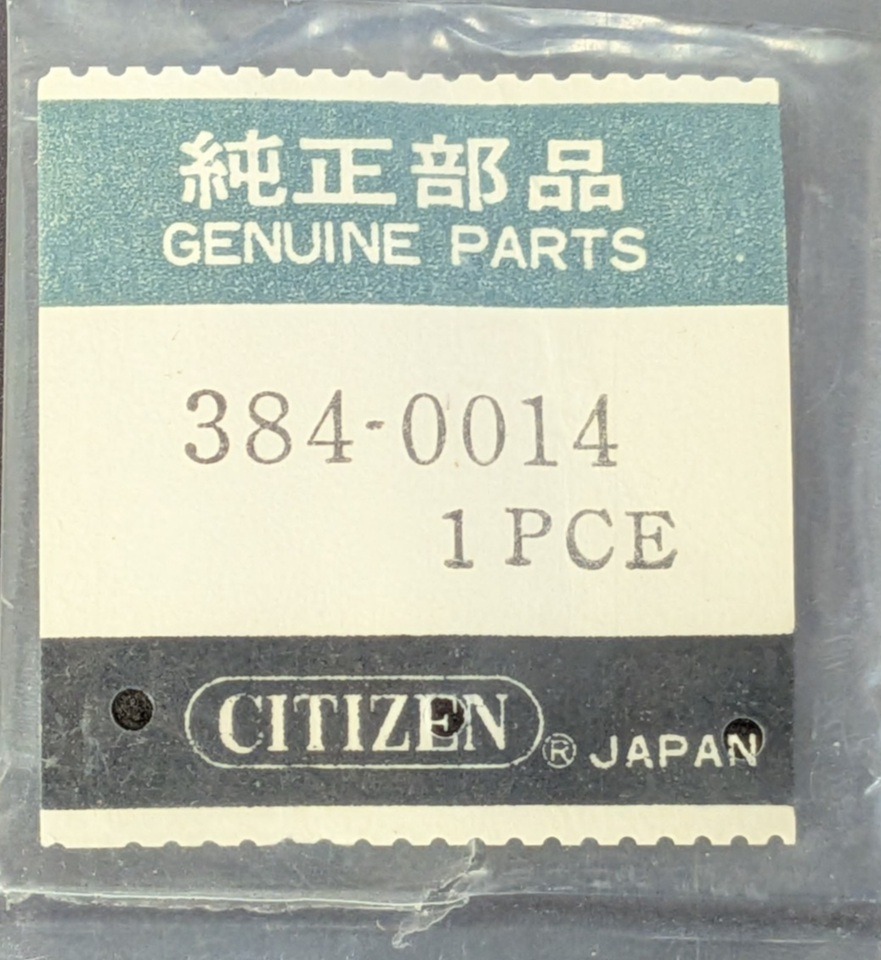 純正部品
GENUINE PARTS
384-0014
1 PCE
CITIZEN® JAPAN